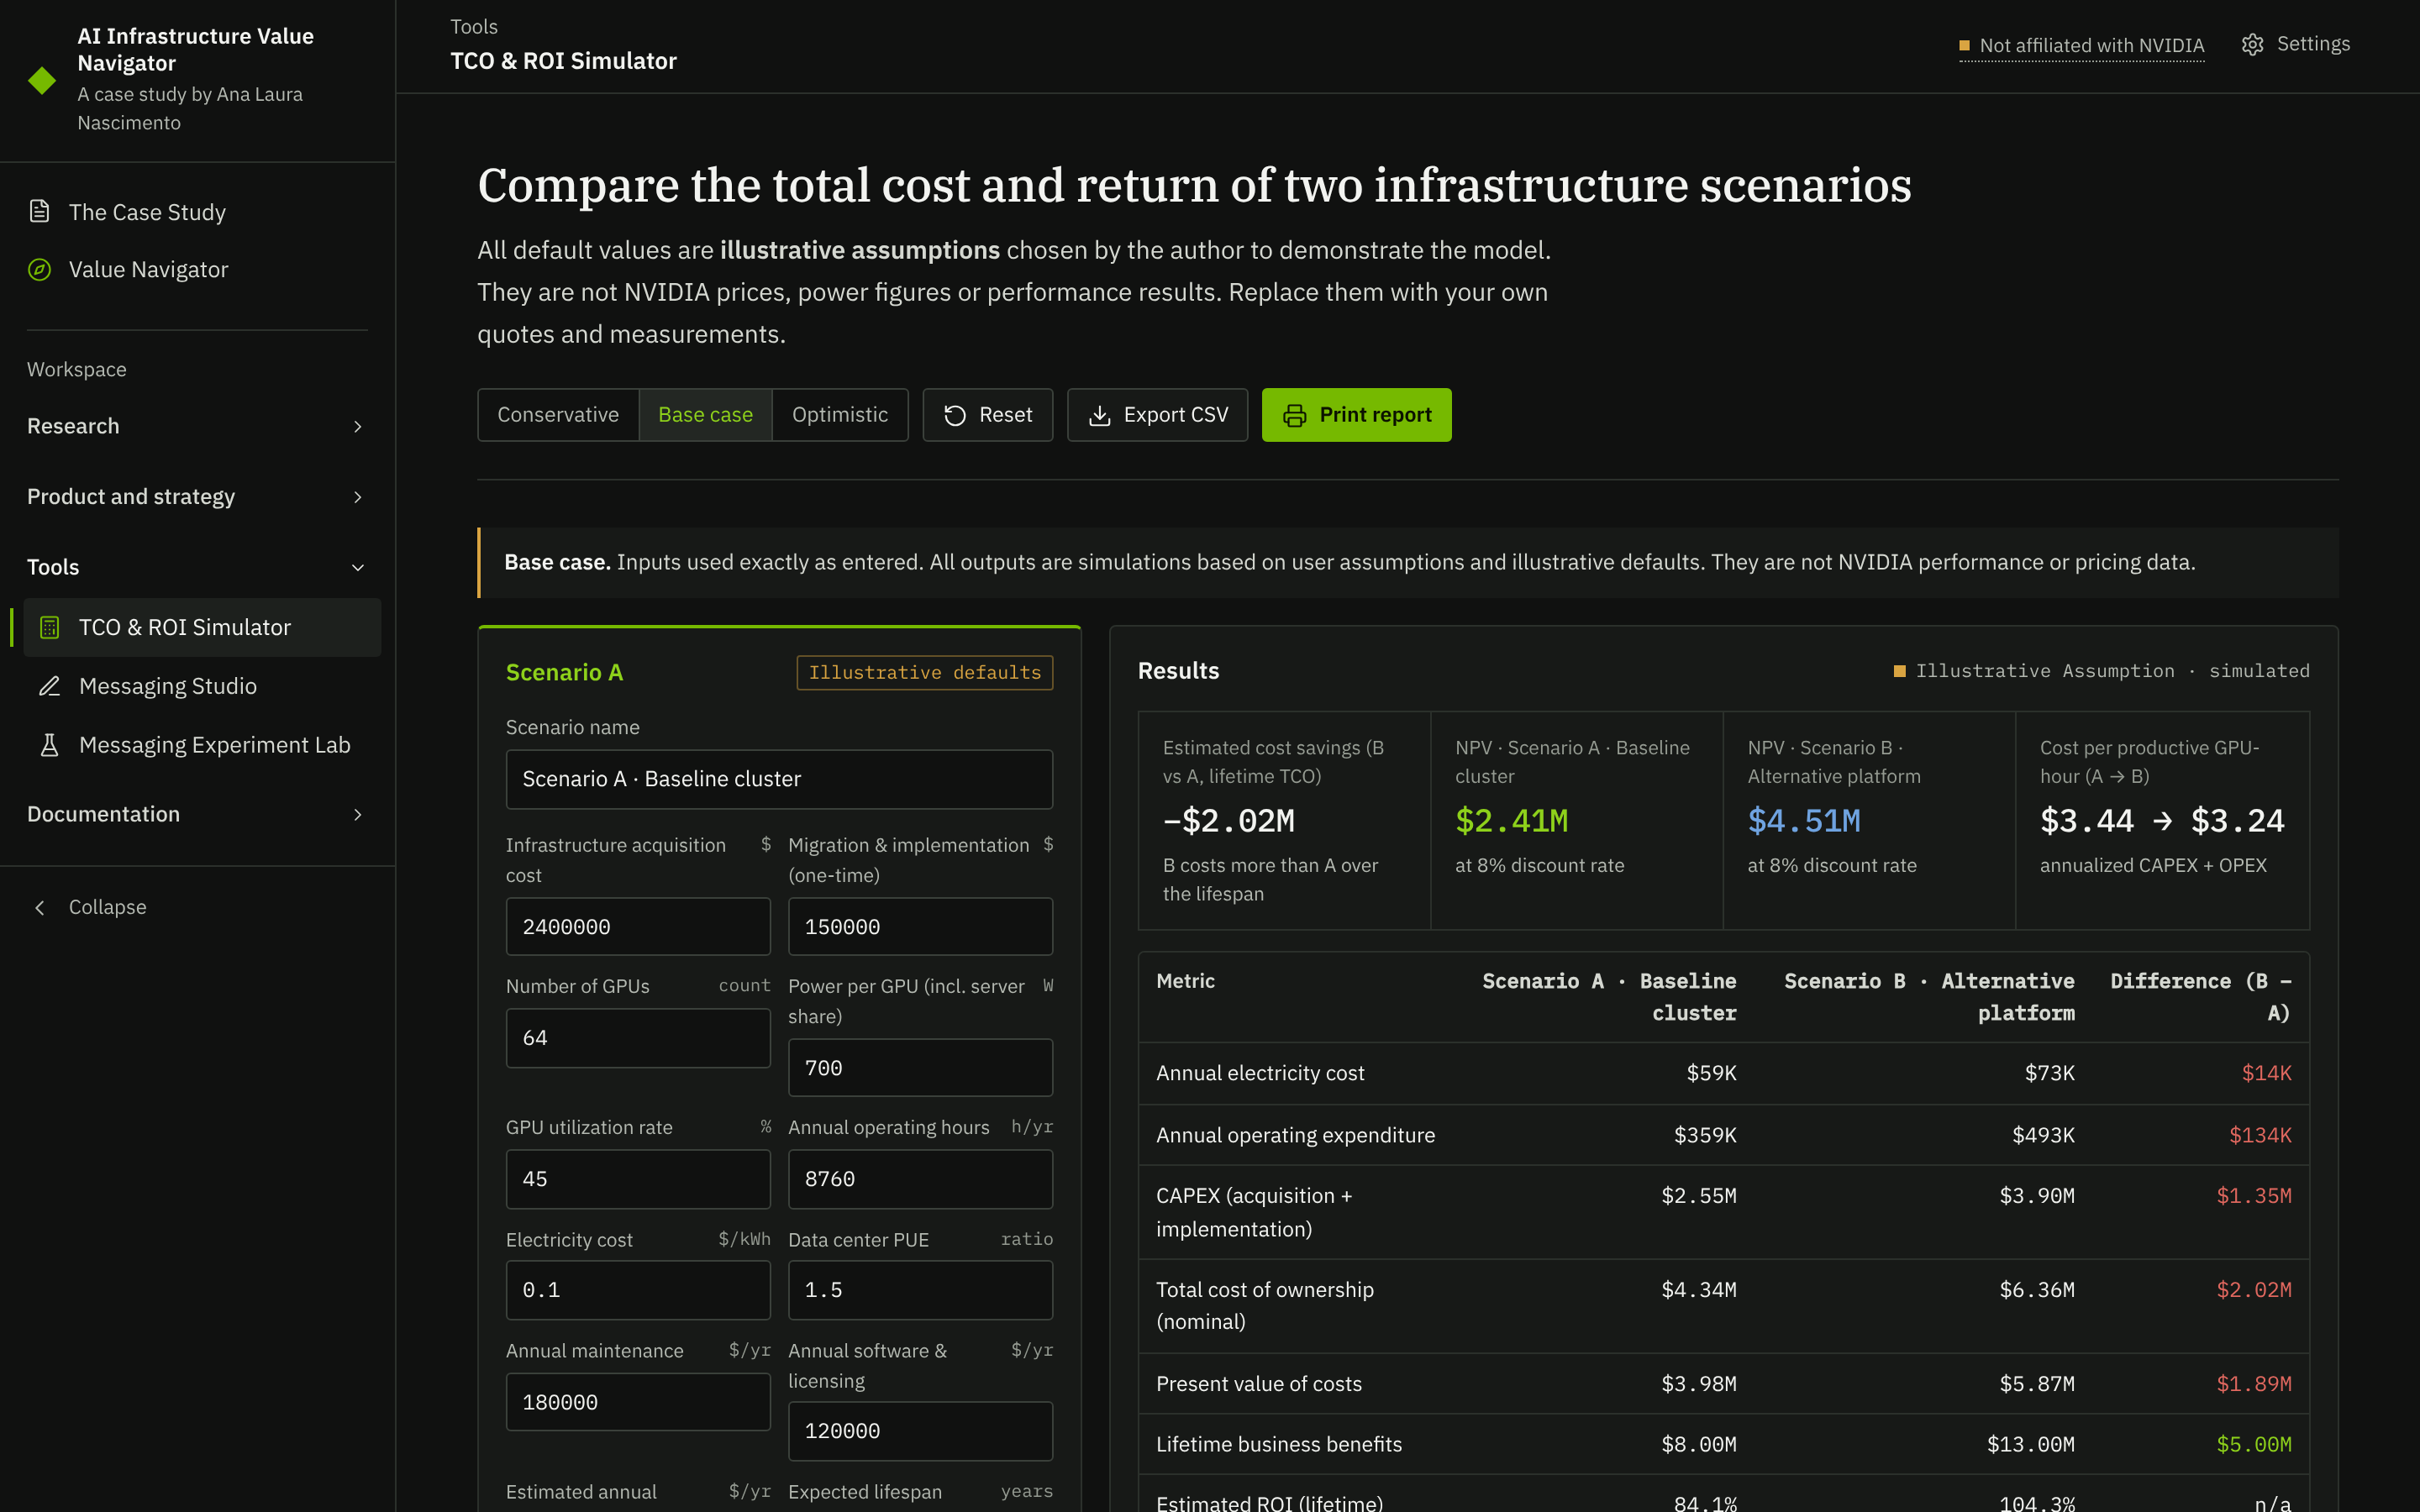 AI Infrastructure Value
Navigator
A case study by Ana Laura
Nascimento
The Case Study
Value Navigator
Workspace
Research
Product and strategy
Tools
TCO & ROI Simulator
Messaging Studio
Messaging Experiment Lab
Documentation
Collapse
Tools
TCO & ROI Simulator
Not affiliated with NVIDIA
Settings
Compare the total cost and return of two infrastructure scenarios
All default values are illustrative assumptions chosen by the author to demonstrate the model.
They are not NVIDIA prices, power figures or performance results. Replace them with your own
quotes and measurements.
Conservative Base case Optimistic Reset Export CSV Print report
Base case. Inputs used exactly as entered. All outputs are simulations based on user assumptions and illustrative defaults. They are not NVIDIA performance or pricing data.
Scenario A Illustrative defaults
Scenario name
Scenario A · Baseline cluster
Infrastructure acquisition $ Migration & implementation $
cost (one-time)
2400000 150000
Number of GPUs count Power per GPU (incl. server W
share)
64 700
GPU utilization rate % Annual operating hours h/yr
45 8760
Electricity cost $/kWh Data center PUE ratio
0.1 1.5
Annual maintenance $/yr Annual software & $/yr
licensing
180000 120000
Estimated annual $/yr Expected lifespan years
Results Illustrative Assumption · simulated
Estimated cost savings (B
vs A, lifetime TCO)
−$2.02M
B costs more than A over
the lifespan
NPV · Scenario A · Baseline
cluster
$2.41M
at 8% discount rate
NPV · Scenario B ·
Alternative platform
$4.51M
at 8% discount rate
Cost per productive GPU-
hour (A → B)
$3.44 → $3.24
annualized CAPEX + OPEX
Metric Scenario A · Baseline Scenario B · Alternative Difference (B −
cluster platform A)
Annual electricity cost $59K $73K $14K
Annual operating expenditure $359K $493K $134K
CAPEX (acquisition + $2.55M $3.90M $1.35M
implementation)
Total cost of ownership $4.34M $6.36M $2.02M
(nominal)
Present value of costs $3.98M $5.87M $1.89M
Lifetime business benefits $8.00M $13.00M $5.00M
Estimated ROI (lifetime) 84.1% 104.3% n/a